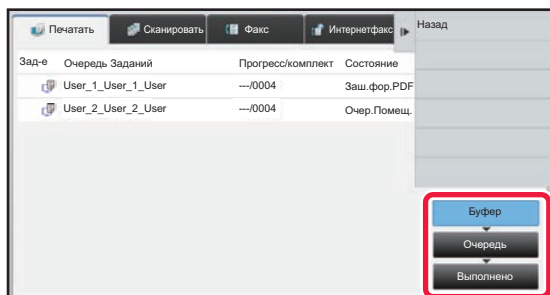 Печатать Сканировать Факс Интернетфакс Назад
Зад-е Очередь Заданий Прогресс/комплект Состояние
User_1_User_1_User ---/0004 Заш.фор.PDF
User_2_User_2_User ---/0004 Очер.Помещ.
Буфер
Очередь
Выполнено